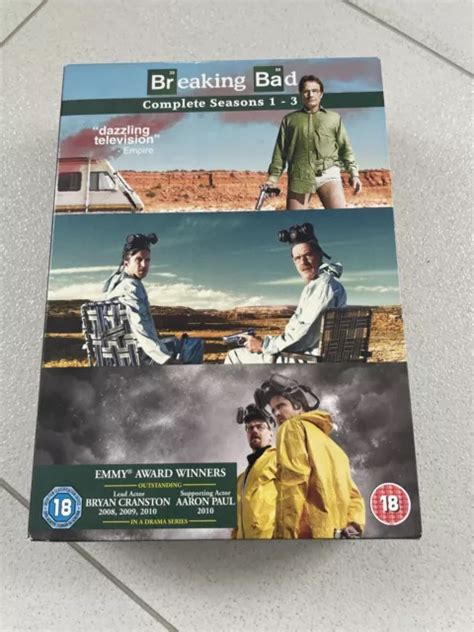 Breaking Bad
Complete Seasons 1 - 3
"dazzling
television"
- Empire
EMMY® AWARD WINNERS
OUTSTANDING
Lead Actor
BRYAN CRANSTON
2008, 2009, 2010
Supporting Actor
AARON PAUL
2010
IN A DRAMA SERIES
18
18